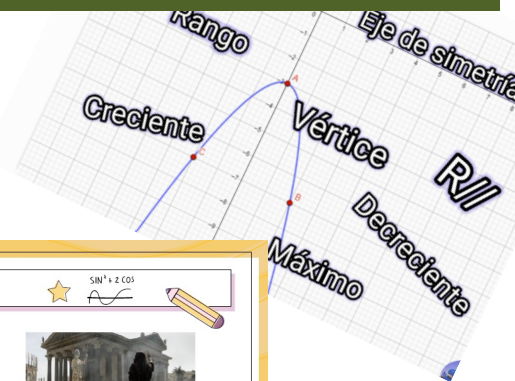 Rango
Eje de simetría
Creciente
Vértice
R//
Decreciente
Máximo
A
C
B
SIN² + 2 COS